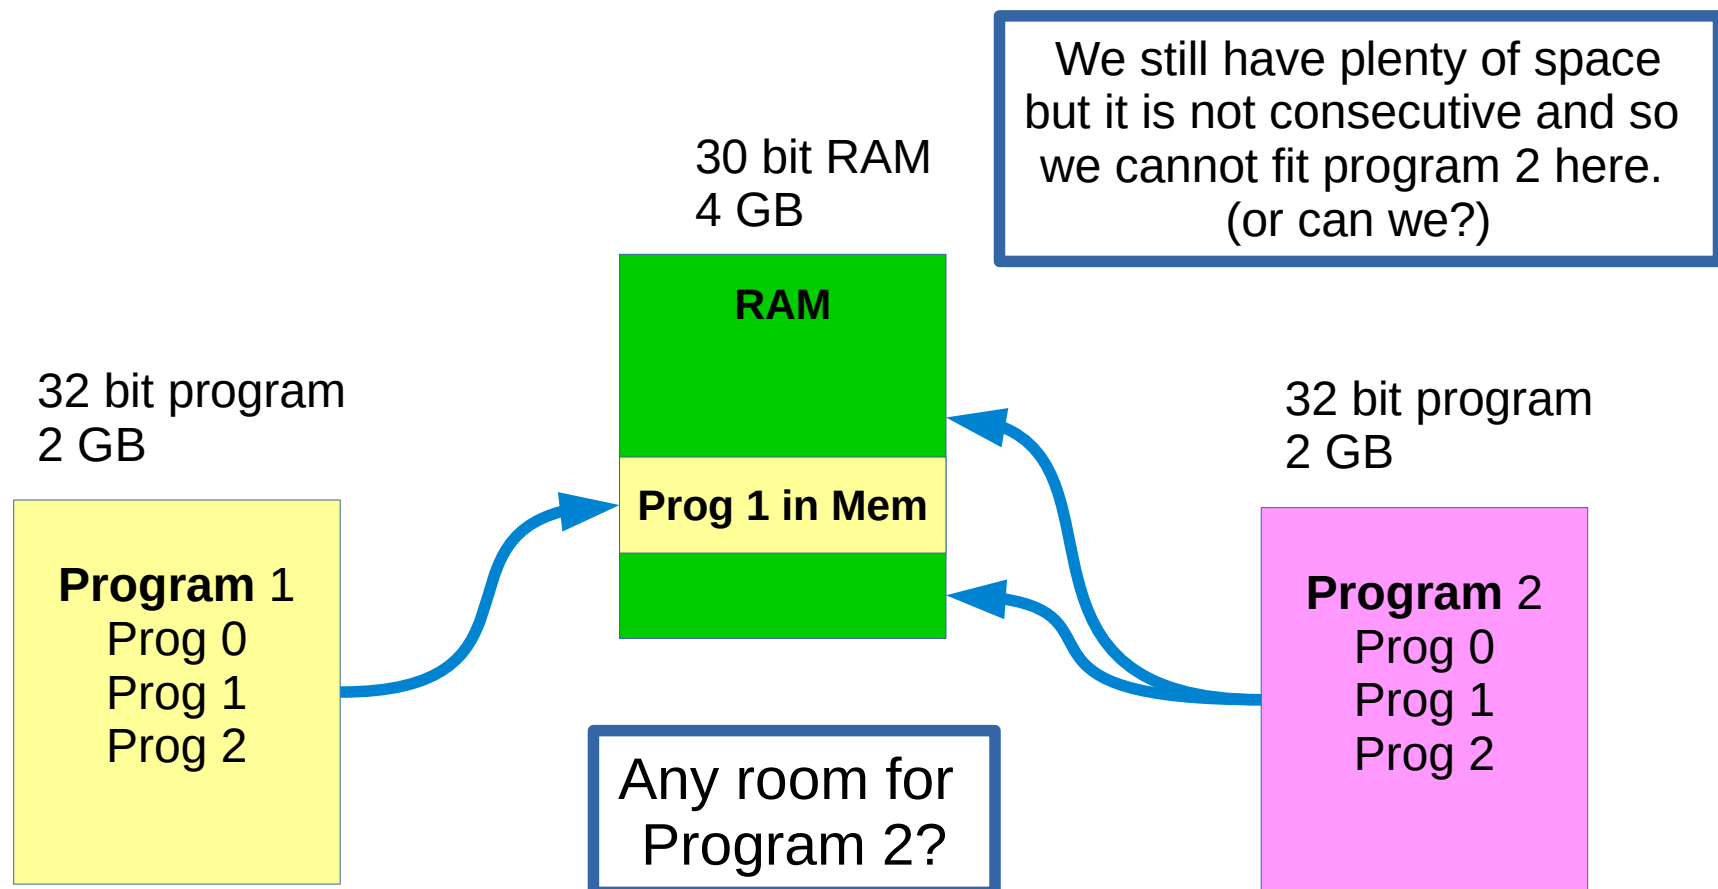 We still have plenty of space
but it is not consecutive and so
we cannot fit program 2 here.
(or can we?)
30 bit RAM
4 GB
RAM
32 bit program
2 GB
Program 1
Prog 0
Prog 1
Prog 2
Prog 1 in Mem
32 bit program
2 GB
Program 2
Prog 0
Prog 1
Prog 2
Any room for
Program 2?